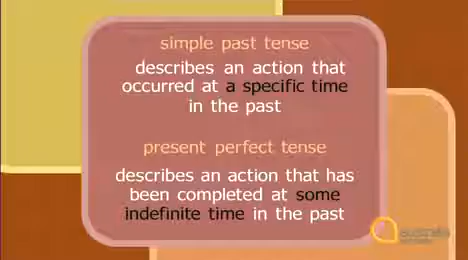 simple past tense
describes an action that
occurred at a specific time
in the past
present perfect tense
describes an action that has
been completed at some
indefinite time in the past